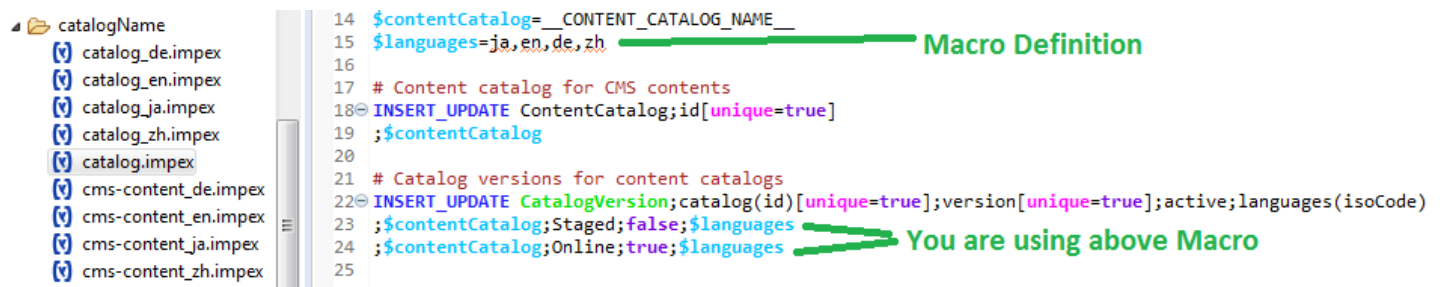 catalogName
catalog_de.impex
catalog_en.impex
catalog_ja.impex
catalog_zh.impex
catalog.impex
cms-content_de.impex
cms-content_en.impex
cms-content_ja.impex
cms-content_zh.impex
14 $contentCatalog=__CONTENT_CATALOG_NAME__
15 $languages=ja,en,de,zh Macro Definition
16
17 # Content catalog for CMS contents
18 INSERT_UPDATE ContentCatalog;id[unique=true]
19 ;$contentCatalog
20
21 # Catalog versions for content catalogs
22 INSERT_UPDATE CatalogVersion;catalog(id)[unique=true];version[unique=true];active;languages(isoCode)
23 ;$contentCatalog;Staged;false;$languages
You are using above Macro
24 ;$contentCatalog;Online;true;$languages
25